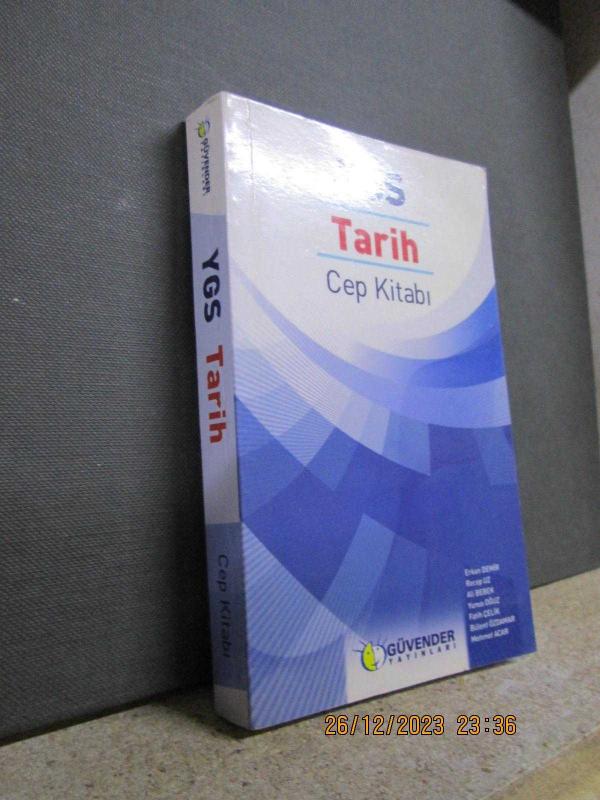 GÜVENDER
YGS Tarih
Cep Kitabı
Tarih
Cep Kitabı
Erkan DEMİR
Recep UZ
Ali BEBEK
Yunus OĞUZ
Fatih ÇELİK
Bülent ÖZDAMAR
Mehmet ACAR
GÜVENDER
YAYINLARI
26/12/2023 23:36